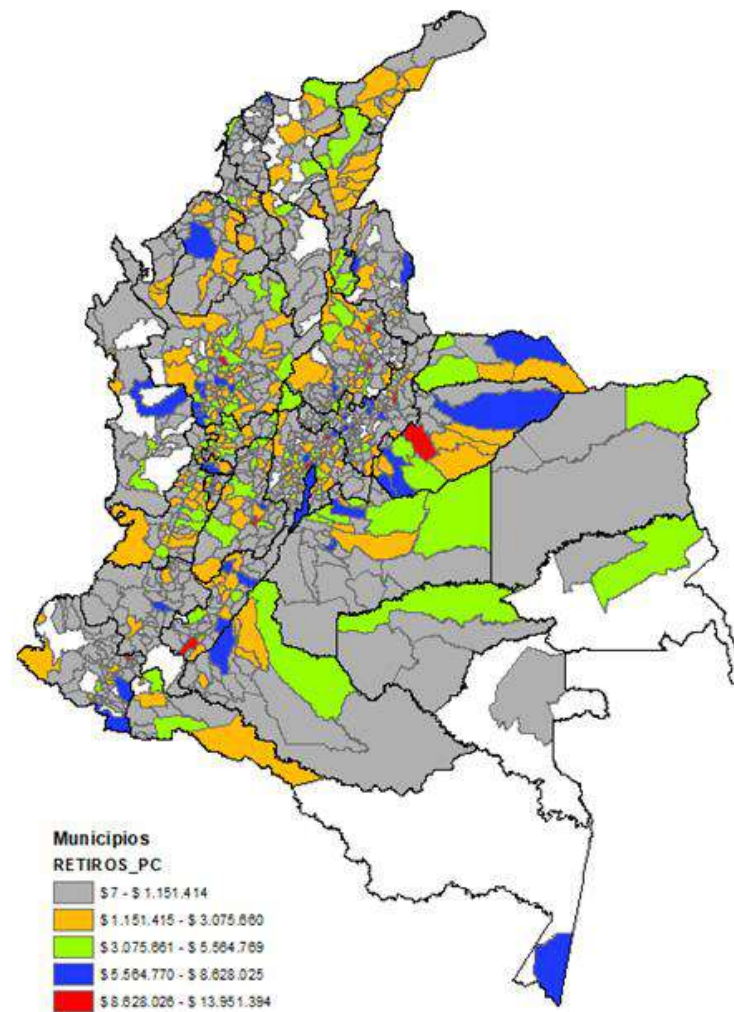 Municipios
RETIROS_PC
$ 7 - $ 1.151.414
$ 1.151.415 - $ 3.075.660
$ 3.075.661 - $ 5.564.769
$ 5.564.770 - $ 8.628.025
$ 8.628.026 - $ 13.951.394